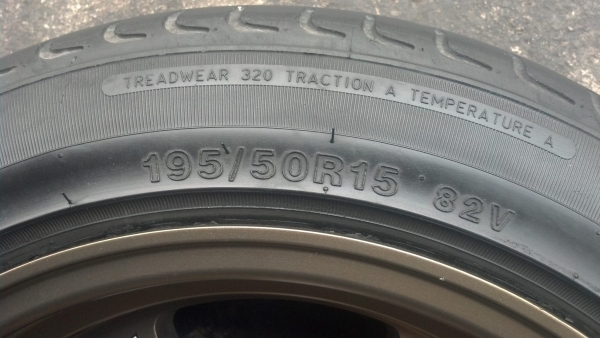 TREADWEAR 320 TRACTION A TEMPERATURE A
195/50R15 82V